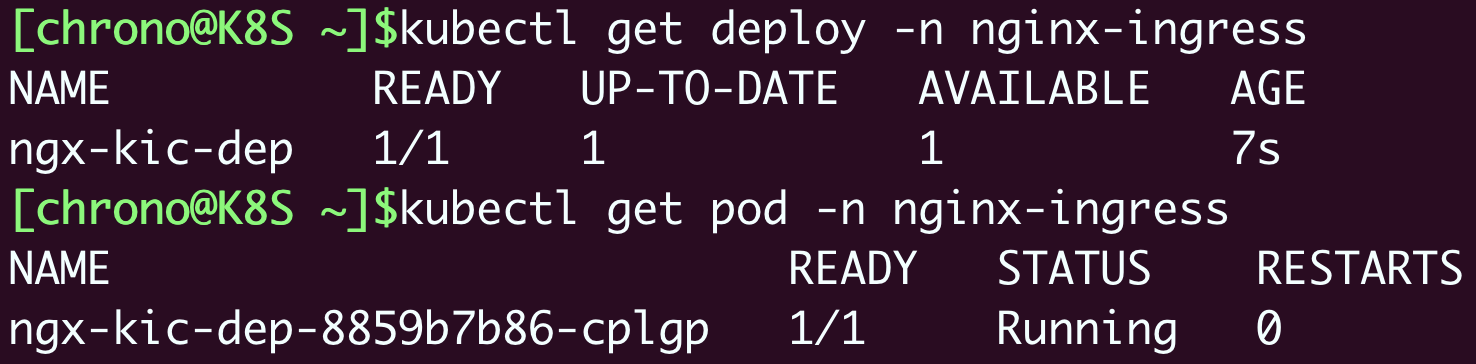 [chrono@K8S ~]$kubectl get deploy -n nginx-ingress
NAME          READY   UP-TO-DATE   AVAILABLE   AGE
ngx-kic-dep   1/1     1            1           7s
[chrono@K8S ~]$kubectl get pod -n nginx-ingress
NAME                          READY   STATUS    RESTARTS
ngx-kic-dep-8859b7b86-cplgp   1/1     Running   0